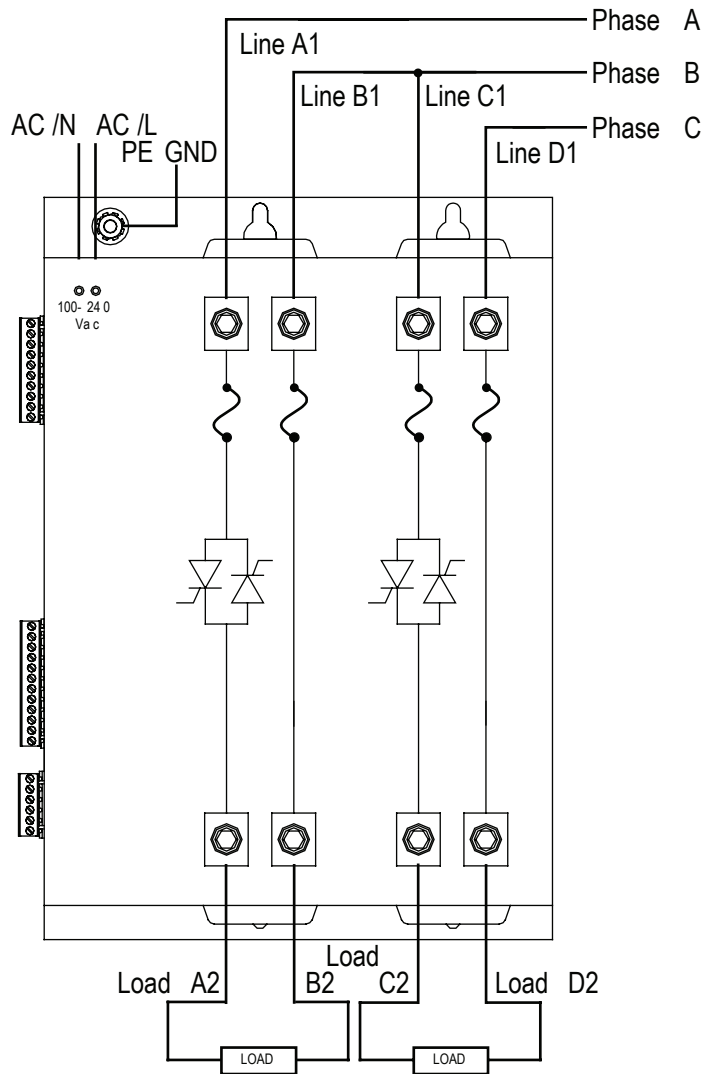 Phase A
Line A1
Phase B
Line B1 Line C1
AC /N AC /L
Phase C
PE GND
Line D1
100- 24 0
Va c
Load
Load A2 B2 C2 Load D2
LOAD LOAD